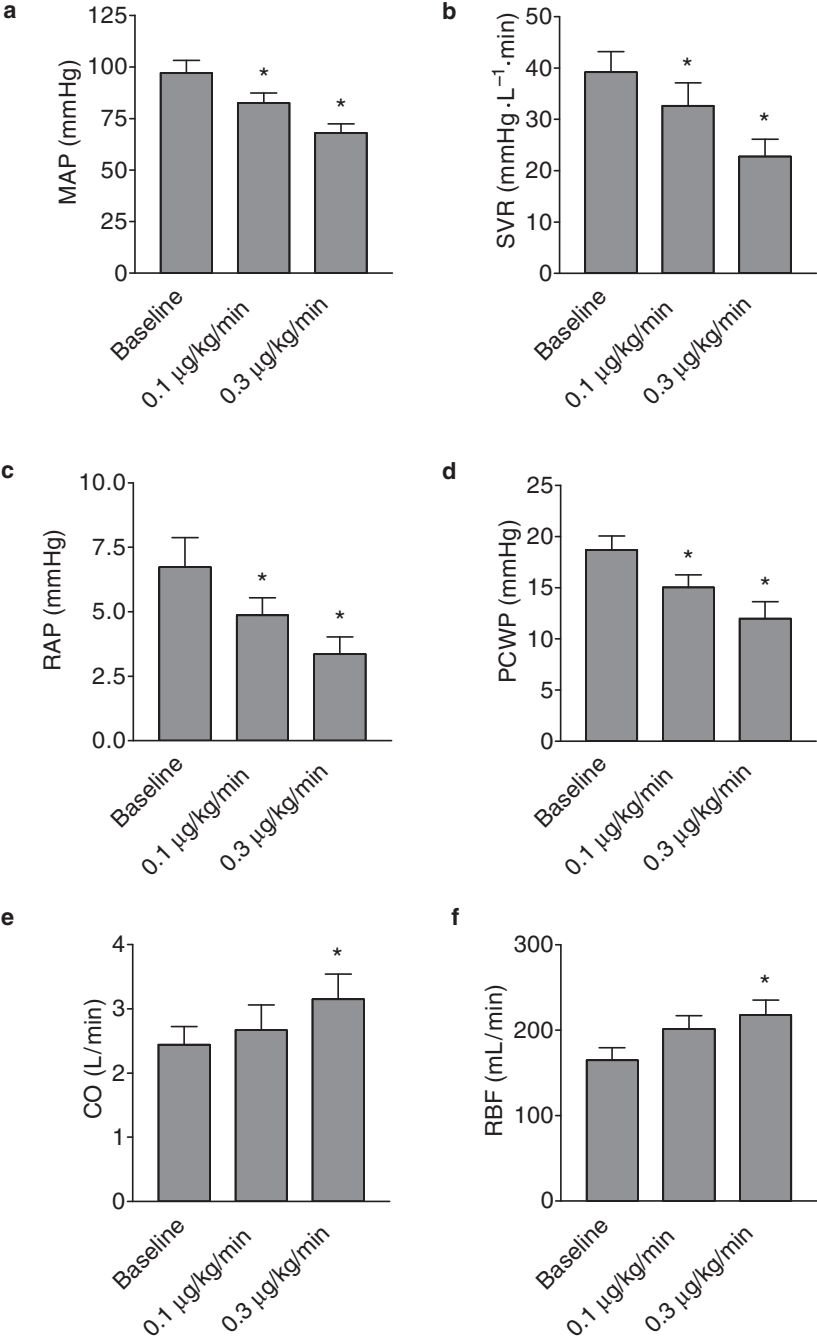 a
MAP (mmHg)
125
100
75
50
25
0
*
*
Baseline
0.1 μg/kg/min
0.3 μg/kg/min
b
SVR (mmHg·L⁻¹·min)
50
40
30
20
10
0
*
*
Baseline
0.1 μg/kg/min
0.3 μg/kg/min
c
RAP (mmHg)
10.0
7.5
5.0
2.5
0.0
*
*
Baseline
0.1 μg/kg/min
0.3 μg/kg/min
d
PCWP (mmHg)
25
20
15
10
5
0
*
*
Baseline
0.1 μg/kg/min
0.3 μg/kg/min
e
CO (L/min)
4
3
2
1
0
*
Baseline
0.1 μg/kg/min
0.3 μg/kg/min
f
RBF (mL/min)
300
200
100
0
*
Baseline
0.1 μg/kg/min
0.3 μg/kg/min